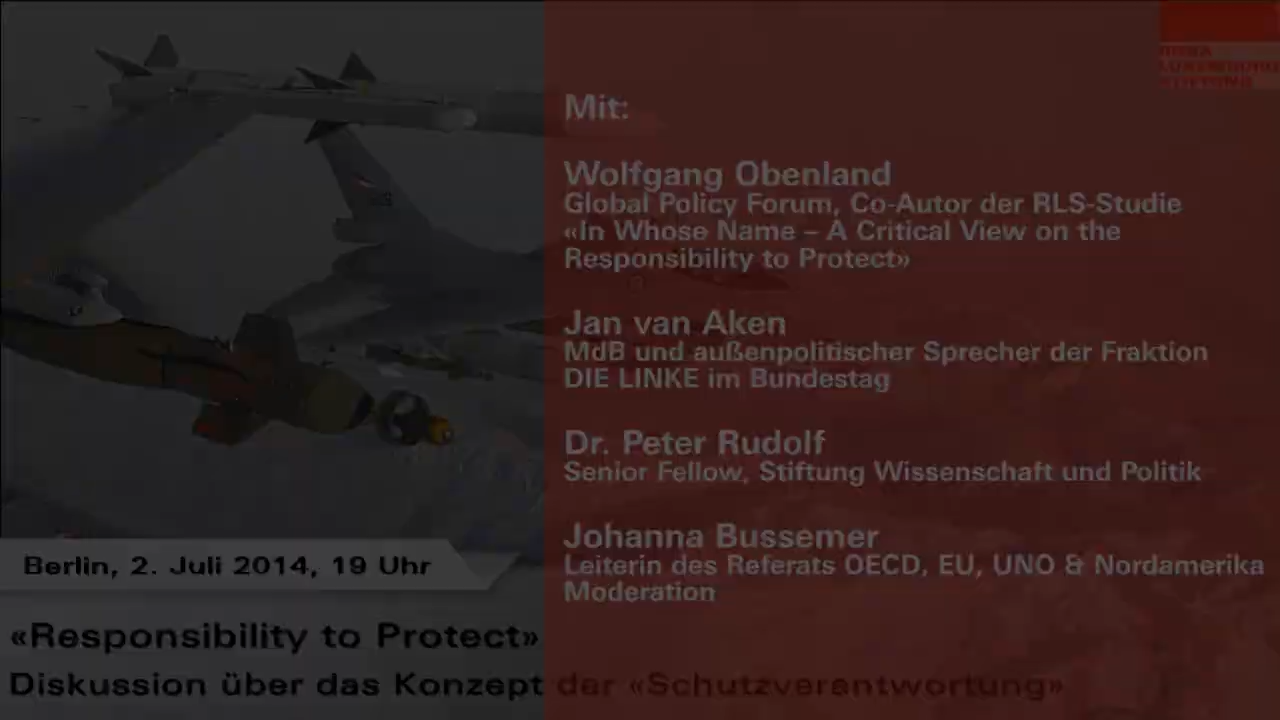 ROSA
LUXEMBURG
STIFTUNG
Mit:
Wolfgang Obenland
Global Policy Forum, Co-Autor der RLS-Studie
«In Whose Name – A Critical View on the
Responsibility to Protect»
Jan van Aken
MdB und außenpolitischer Sprecher der Fraktion
DIE LINKE im Bundestag
Dr. Peter Rudolf
Senior Fellow, Stiftung Wissenschaft und Politik
Johanna Bussemer
Leiterin des Referats OECD, EU, UNO & Nordamerika
Moderation
Berlin, 2. Juli 2014, 19 Uhr
«Responsibility to Protect»
Diskussion über das Konzept der «Schutzverantwortung»